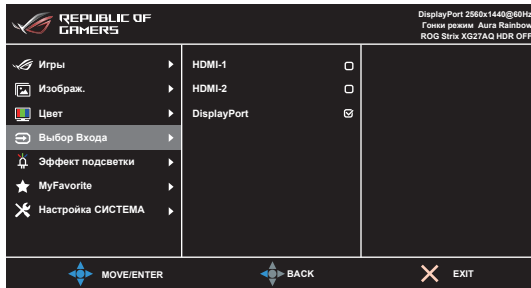 REPUBLIC OF
GAMERS
DisplayPort 2560x1440@60Hz
Гонки режим Aura Rainbow
ROG Strix XG27AQ HDR OFF
Игры
Изображ.
Цвет
Выбор Входа
Эффект подсветки
MyFavorite
Настройка СИСТЕМА
HDMI-1
HDMI-2
DisplayPort
MOVE/ENTER
BACK
EXIT